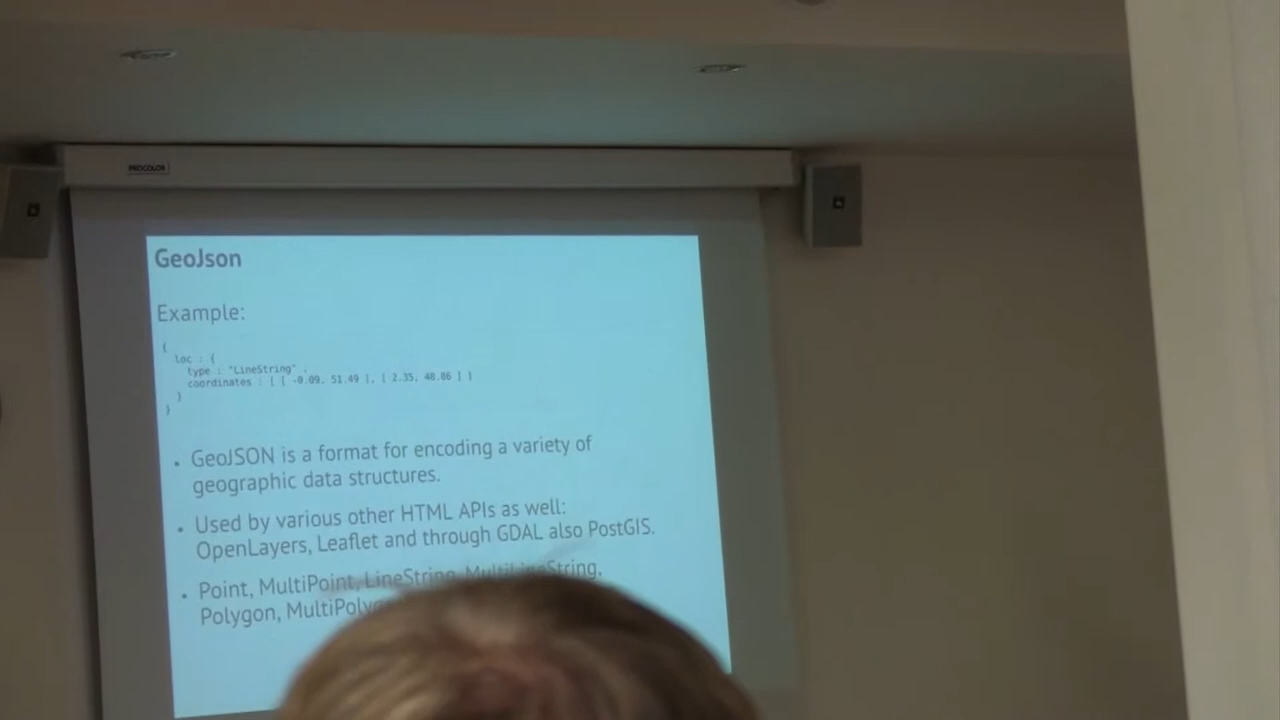 PROCOLOR
GeoJson
Example:
{
loc : {
type : "LineString" ,
coordinates : [ [ -0.09, 51.49 ], [ 2.35, 48.86 ] ]
}
}
• GeoJSON is a format for encoding a variety of
geographic data structures.
• Used by various other HTML APIs as well:
OpenLayers, Leaflet and through GDAL also PostGIS.
• Point, MultiPoint, LineString, MultiLineString,
Polygon,